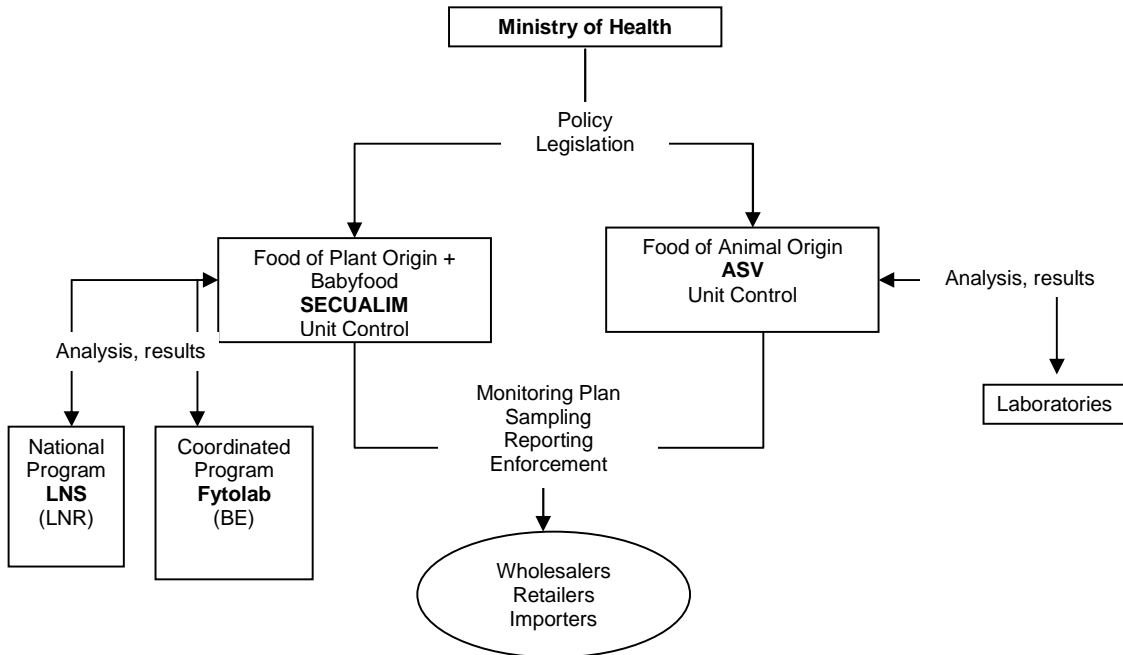 Ministry of Health
Policy
Legislation
Food of Plant Origin +
Babyfood
SECUALIM
Unit Control
Food of Animal Origin
ASV
Unit Control
Analysis, results
Analysis, results
National
Program
LNS
(LNR)
Coordinated
Program
Fytolab
(BE)
Monitoring Plan
Sampling
Reporting
Enforcement
Laboratories
Wholesalers
Retailers
Importers